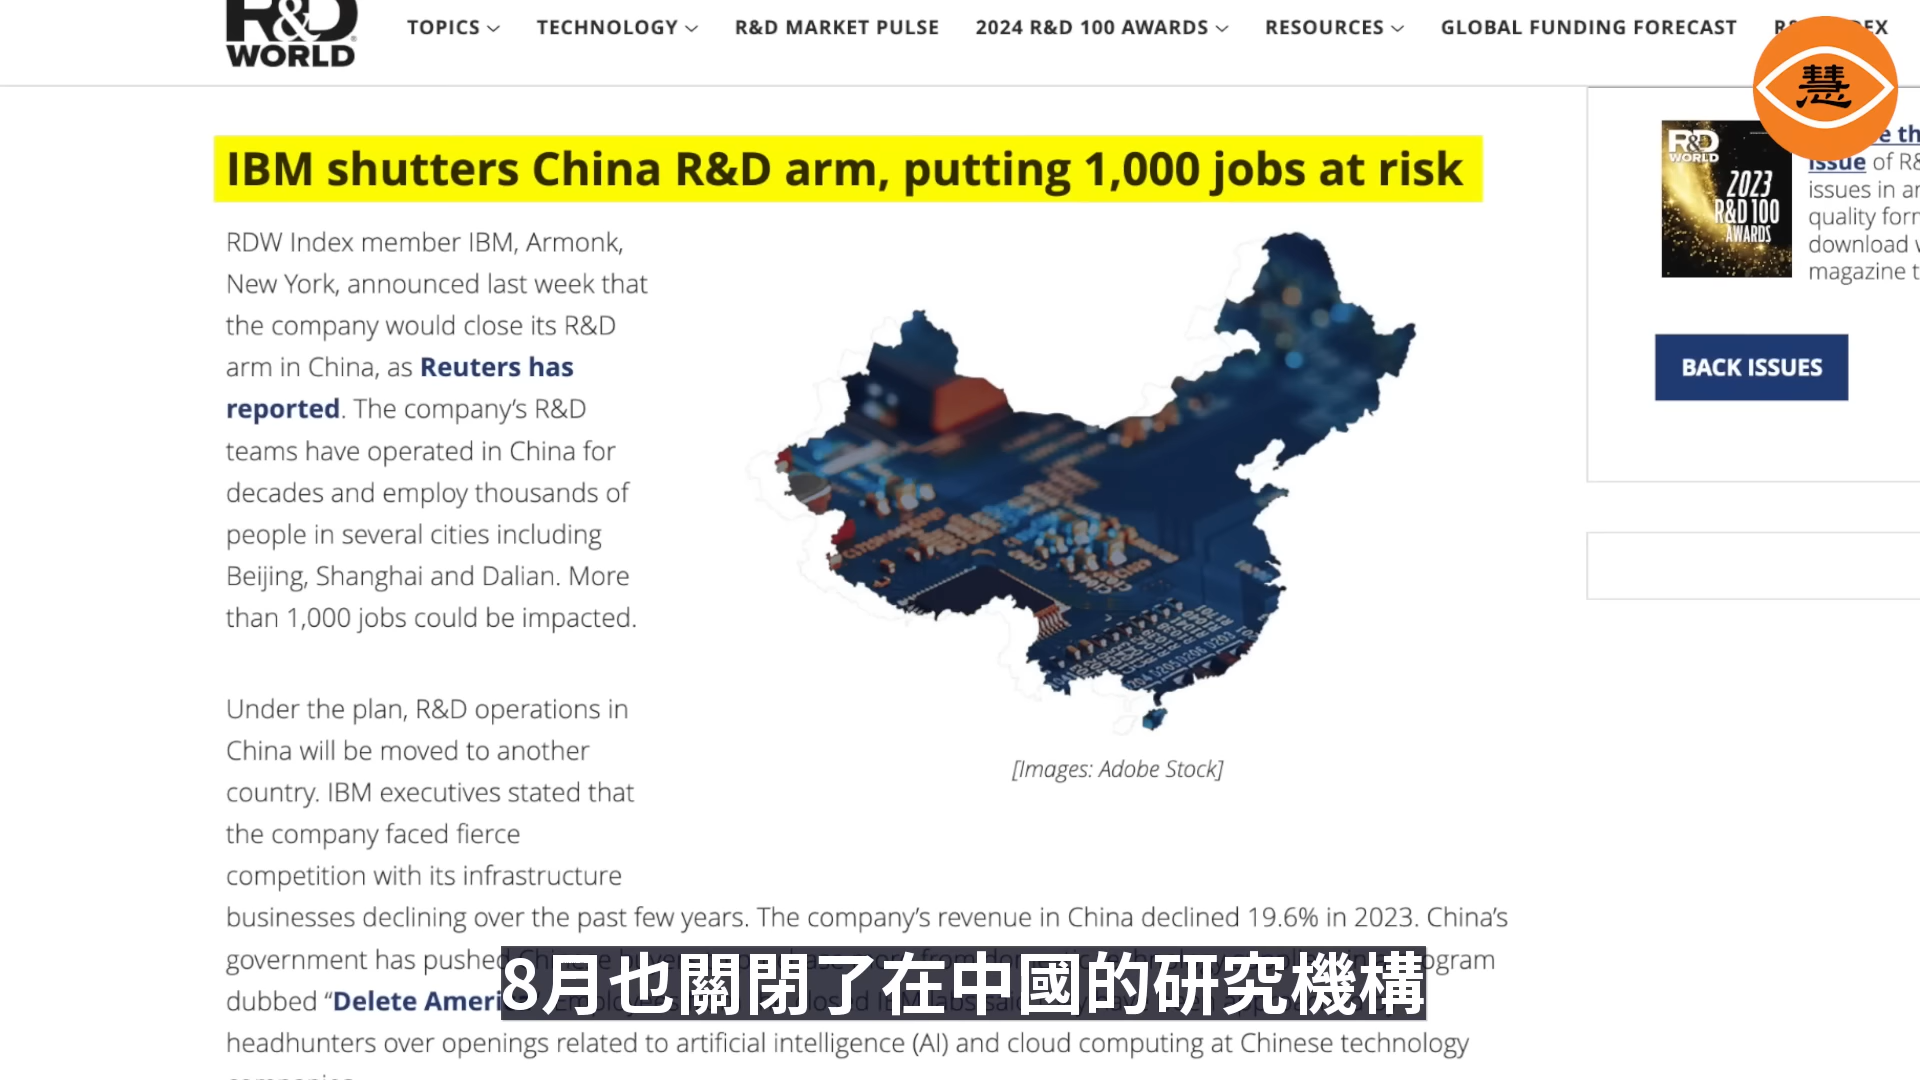 R&D
WORLD
TOPICS
TECHNOLOGY
R&D MARKET PULSE
2024 R&D 100 AWARDS
RESOURCES
GLOBAL FUNDING FORECAST
慧
IBM shutters China R&D arm, putting 1,000 jobs at risk
RDW Index member IBM, Armonk,
New York, announced last week that
the company would close its R&D
arm in China, as Reuters has
reported. The company's R&D
teams have operated in China for
decades and employ thousands of
people in several cities including
Beijing, Shanghai and Dalian. More
than 1,000 jobs could be impacted.
[Images: Adobe Stock]
Under the plan, R&D operations in
China will be moved to another
country. IBM executives stated that
the company faced fierce
competition with its infrastructure
businesses declining over the past few years. The company's revenue in China declined 19.6% in 2023. China's
government has pushed
dubbed "Delete Ameri
headhunters over openings related to artificial intelligence (AI) and cloud computing at Chinese technology
8月也關閉了在中國的研究機構
R&D
WORLD
2023
R&D 100
AWARDS
issue of R&
issues in
quality
download
magazine
BACK ISSUES